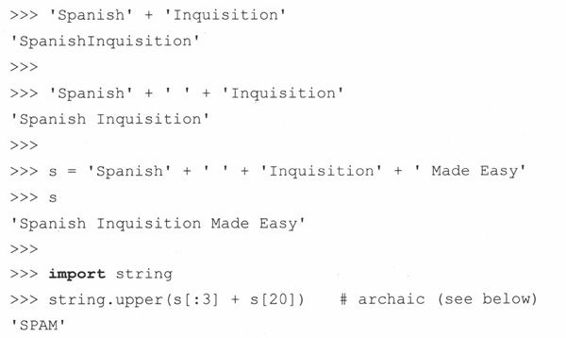 >>> 'Spanish' + 'Inquisition'
'SpanishInquisition'
>>>
>>> 'Spanish' + ' ' + 'Inquisition'
'Spanish Inquisition'
>>>
>>> s = 'Spanish' + ' ' + 'Inquisition' + ' Made Easy'
>>> s
'Spanish Inquisition Made Easy'
>>>
>>> import string
>>> string.upper(s[:3] + s[20]) # archaic (see below)
'SPAM'